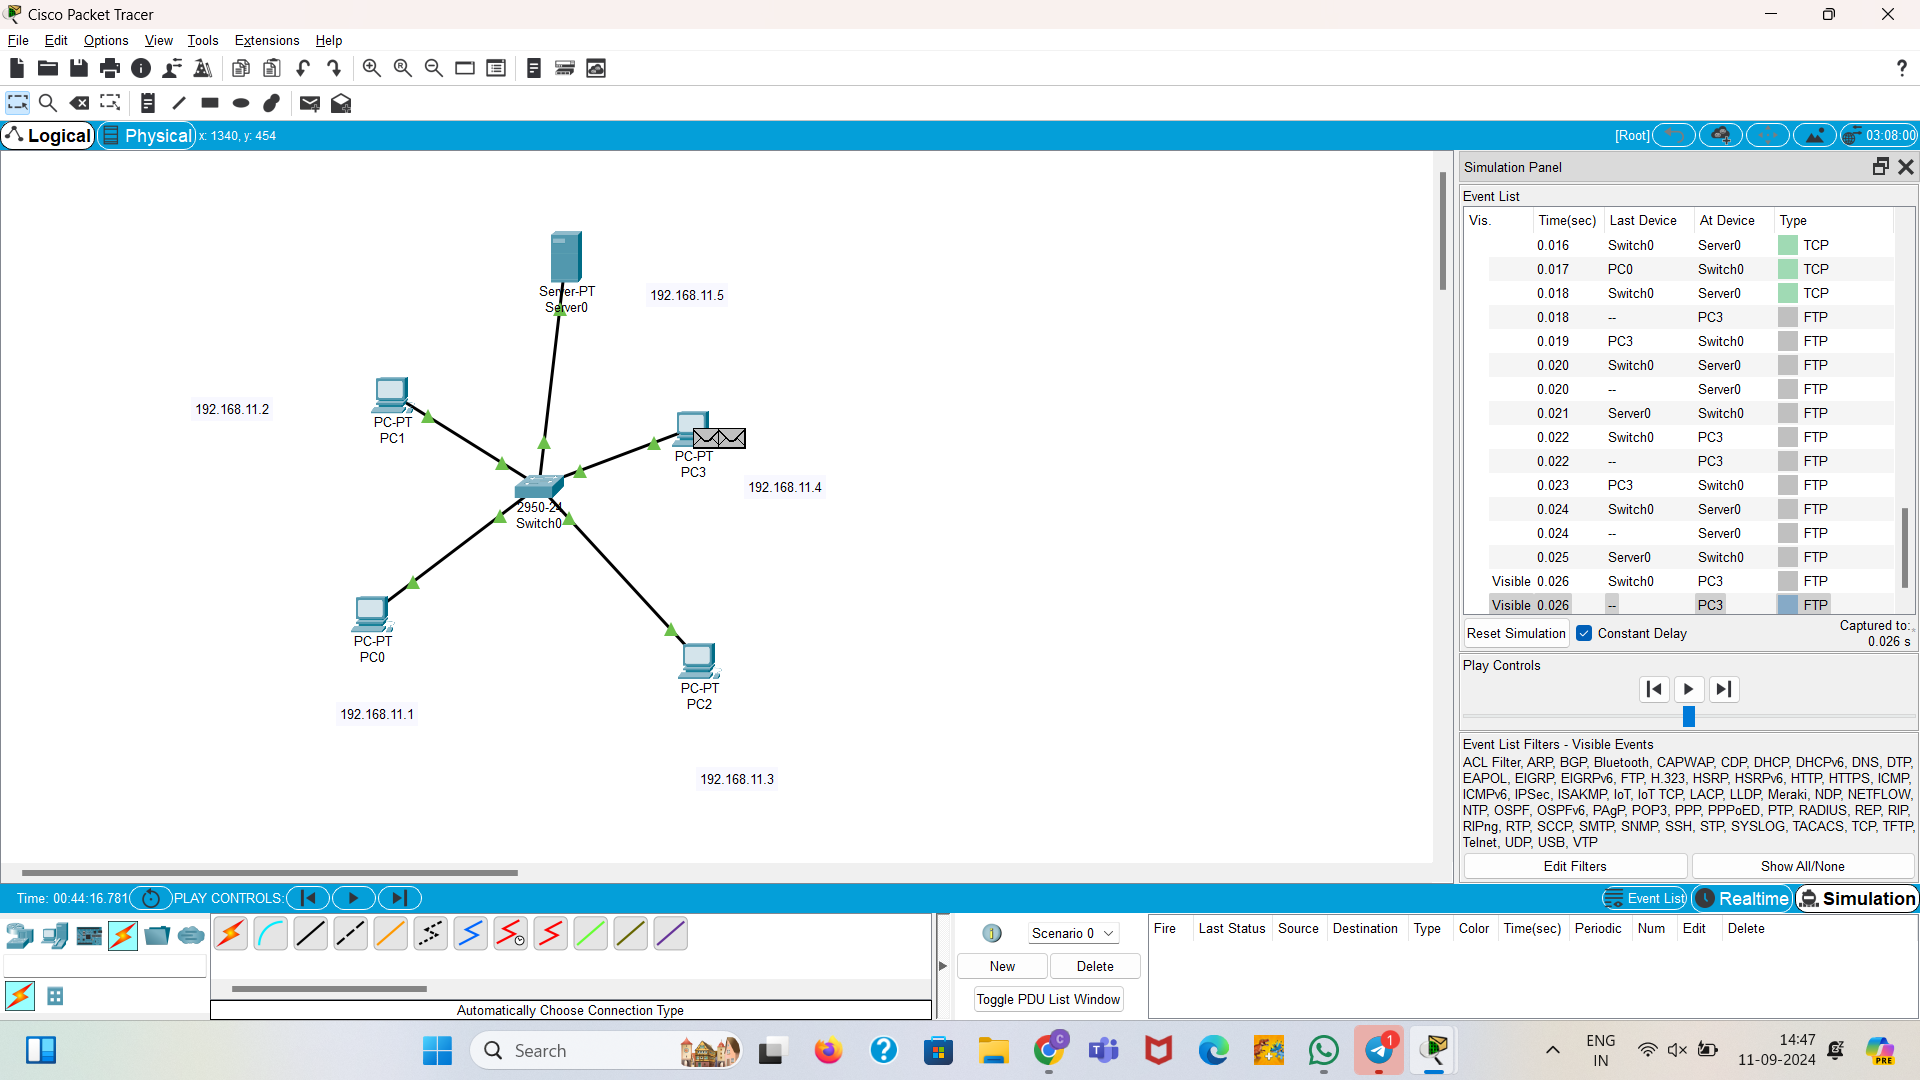 Cisco Packet Tracer
File Edit Options View Tools Extensions Help
?
Logical Physical x: 1340, y: 454 [Root] 03:08:00
Server-PT
Server0
192.168.11.5
192.168.11.2
PC-PT
PC1
PC-PT
PC3
192.168.11.4
2950-24
Switch0
PC-PT
PC0
192.168.11.1
PC-PT
PC2
192.168.11.3
Simulation Panel
Event List
Vis. Time(sec) Last Device At Device Type
0.016 Switch0 Server0 TCP
0.017 PC0 Switch0 TCP
0.018 Switch0 Server0 TCP
0.018 -- PC3 FTP
0.019 PC3 Switch0 FTP
0.020 Switch0 Server0 FTP
0.020 -- Server0 FTP
0.021 Server0 Switch0 FTP
0.022 Switch0 PC3 FTP
0.022 -- PC3 FTP
0.023 PC3 Switch0 FTP
0.024 Switch0 Server0 FTP
0.024 -- Server0 FTP
0.025 Server0 Switch0 FTP
Visible 0.026 Switch0 PC3 FTP
Visible 0.026 -- PC3 FTP
Reset Simulation Constant Delay Captured to:
0.026 s
Play Controls
Event List Filters - Visible Events
ACL Filter, ARP, BGP, Bluetooth, CAPWAP, CDP, DHCP, DHCPv6, DNS, DTP,
EAPOL, EIGRP, EIGRPv6, FTP, H.323, HSRP, HSRPv6, HTTP, HTTPS, ICMP,
ICMPv6, IPSec, ISAKMP, IoT, IoT TCP, LACP, LLDP, Meraki, NDP, NETFLOW,
NTP, OSPF, OSPFv6, PAgP, POP3, PPP, PPPoED, PTP, RADIUS, REP, RIP,
RIPng, RTP, SCCP, SMTP, SNMP, SSH, STP, SYSLOG, TACACS, TCP, TFTP,
Telnet, UDP, USB, VTP
Edit Filters Show All/None
Time: 00:44:16.781 PLAY CONTROLS: Event List Realtime Simulation
Scenario 0
New Delete
Toggle PDU List Window
Fire Last Status Source Destination Type Color Time(sec) Periodic Num Edit Delete
Automatically Choose Connection Type
Search
C
1
ENG
IN
14:47
11-09-2024
PRE